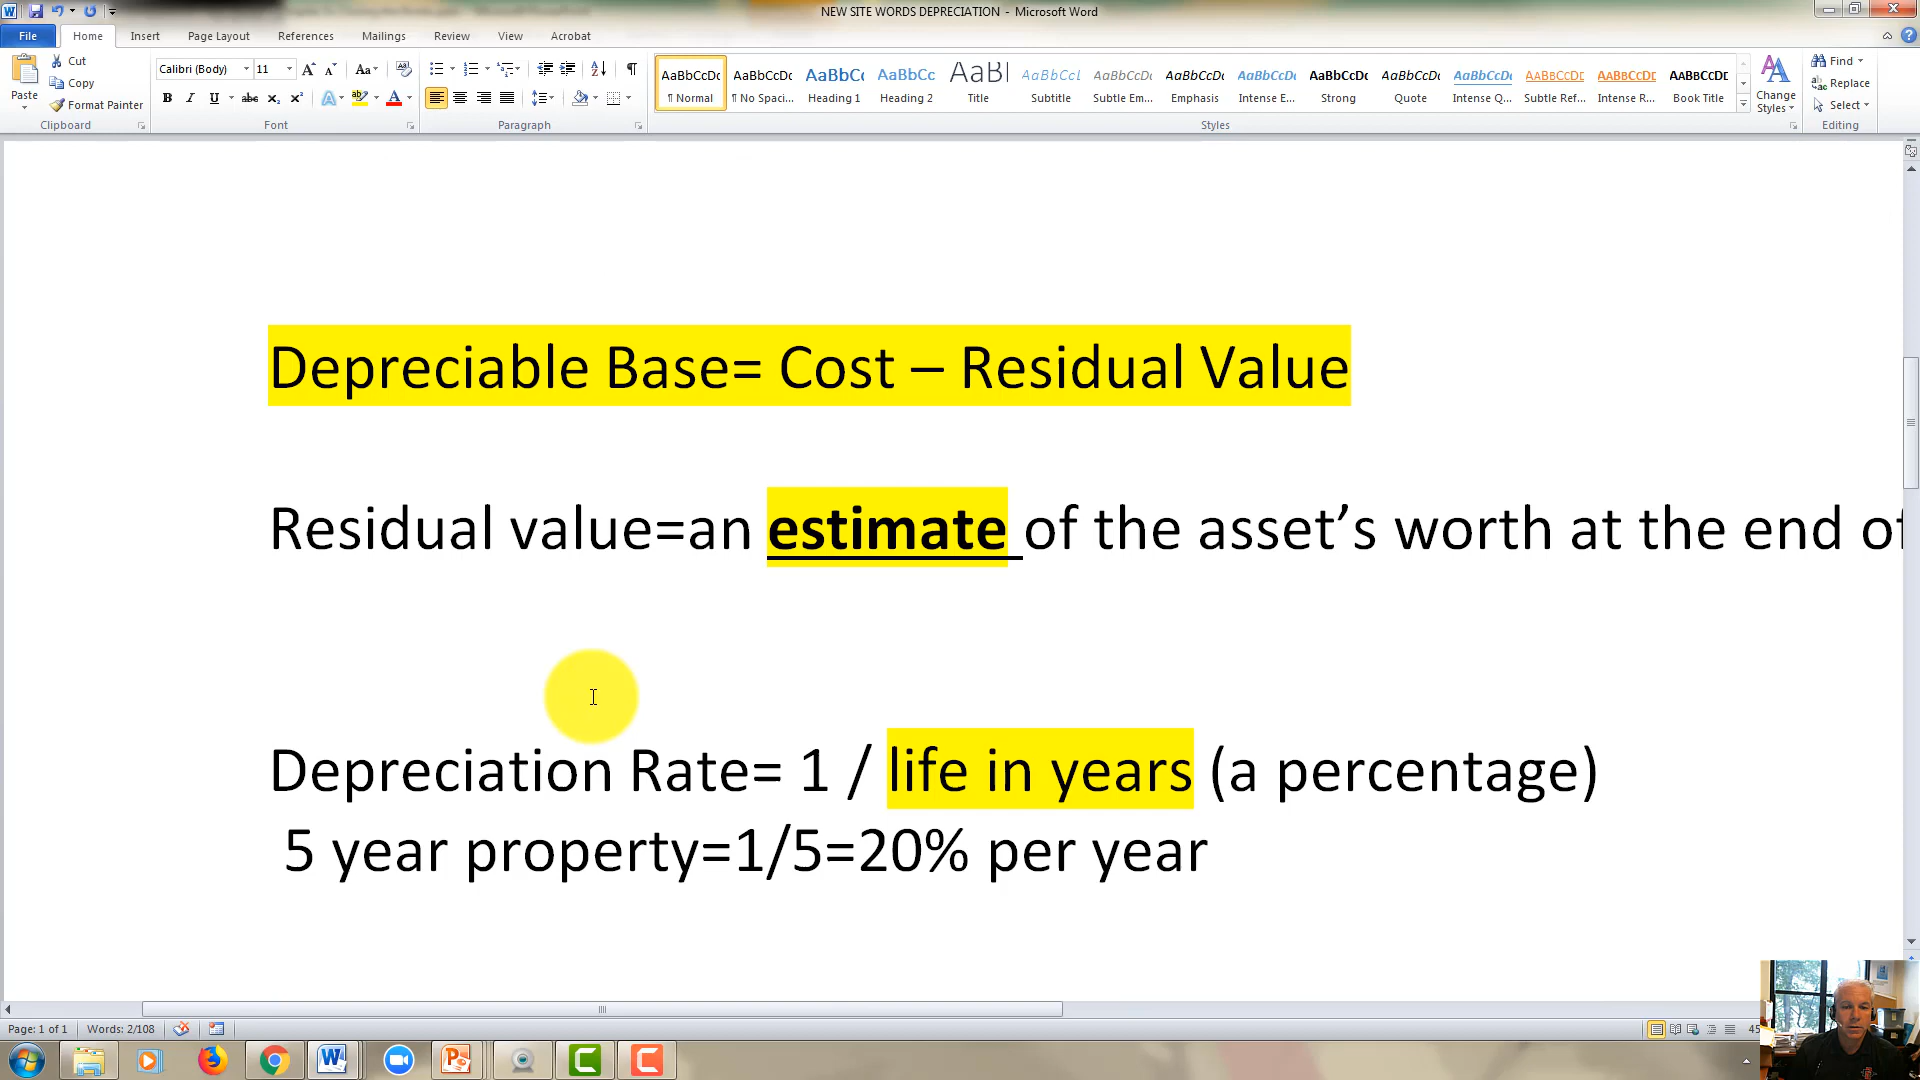 NEW SITE WORDS DEPRECIATION - Microsoft Word
File Home Insert Page Layout References Mailings Review View Acrobat
Paste
Cut
Copy
Format Painter
Clipboard
Calibri (Body) 11
Font
Paragraph
AaBbCcDc AaBbCcDc AaBbCc AaBbCc AaBl AaBbCcL AaBbCcDc AaBbCcDc AaBbCcDc AaBbCcDc AaBbCcDc AaBbCcDc AABBCCDC AABBCCDC AABBCCDC
¶ Normal ¶ No Spaci... Heading 1 Heading 2 Title Subtitle Subtle Em... Emphasis Intense E... Strong Quote Intense Q... Subtle Ref... Intense R... Book Title
Styles
Change Styles
Find
Replace
Select
Editing
Depreciable Base= Cost – Residual Value
Residual value=an estimate of the asset’s worth at the end of
Depreciation Rate= 1 / life in years (a percentage)
5 year property=1/5=20% per year
Page: 1 of 1 Words: 2/108